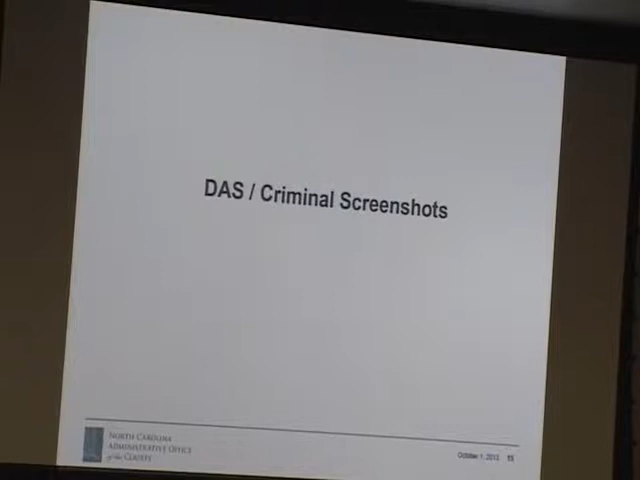 DAS / Criminal Screenshots
NORTH CAROLINA
ADMINISTRATIVE OFFICE
of the COURTS
October 1, 2013 15